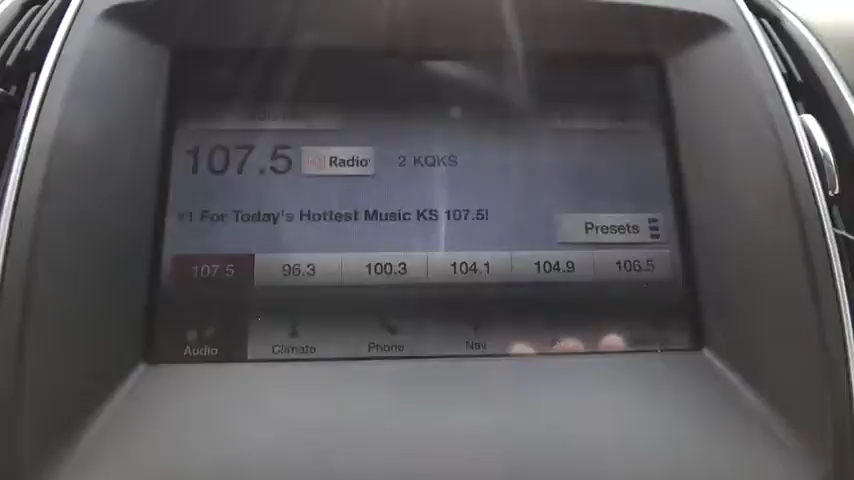 107.5 Radio 2 KQKS
#1 For Today's Hottest Music KS 107.5!
Presets
107.5 96.3 100.3 104.1 104.9 106.5
Audio Climate Phone Nav